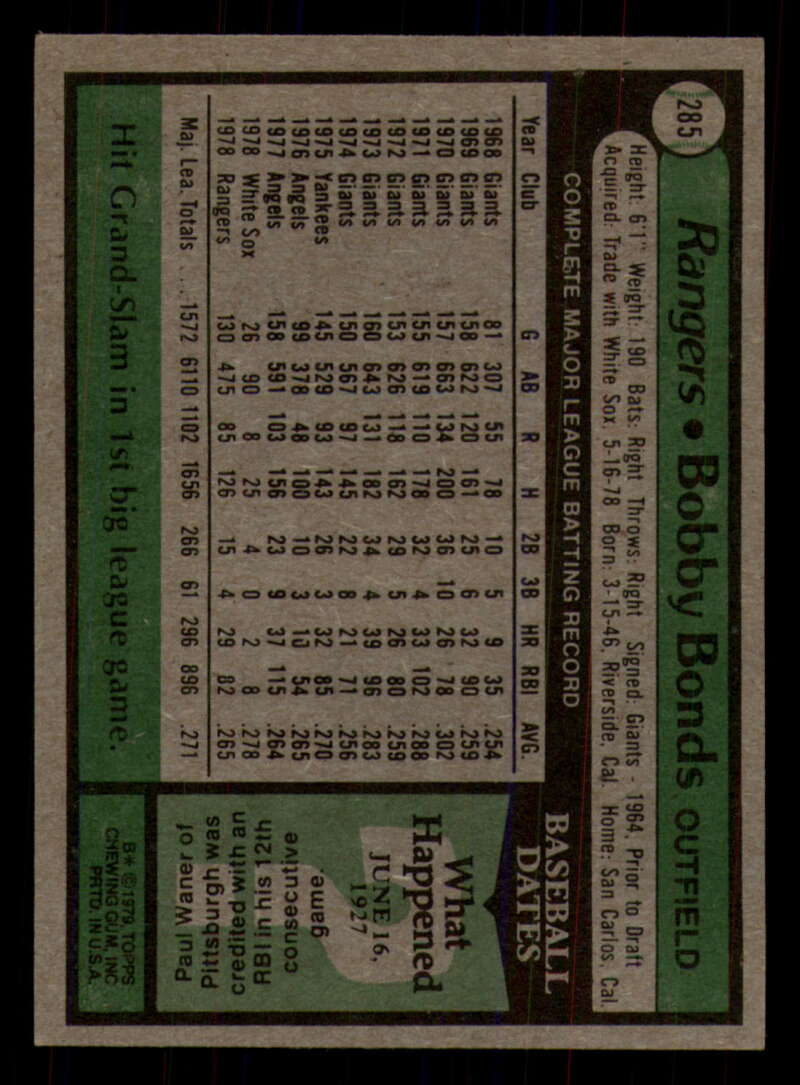 285
Rangers • Bobby Bonds OUTFIELD
Height: 6'1" Weight: 190 Bats: Right Throws: Right Signed: Giants - 1964, Prior to Draft
Acquired: Trade with White Sox, 5-16-78 Born: 3-15-46, Riverside, Cal. Home: San Carlos, Cal.
COMPLETE MAJOR LEAGUE BATTING RECORD
Year Club G AB R H 2B 3B HR RBI AVG.
1968 Giants 81 307 55 78 10 5 9 35 .254
1969 Giants 158 622 120 161 25 6 32 90 .259
1970 Giants 157 663 134 200 36 10 26 78 .302
1971 Giants 155 619 110 178 32 4 33 102 .288
1972 Giants 153 626 118 162 29 5 26 80 .259
1973 Giants 160 643 131 182 34 4 39 96 .283
1974 Giants 150 567 97 145 22 8 21 71 .256
1975 Yankees 145 529 93 143 26 3 32 85 .270
1976 Angels 99 378 48 100 10 3 10 54 .265
1977 Angels 158 591 103 156 23 9 37 115 .264
1978 White Sox 26 90 8 25 4 0 2 8 .278
1978 Rangers 130 475 85 126 15 4 29 82 .265
Maj. Lea. Totals ... 1572 6110 1102 1656 266 61 296 896 .271
Hit Grand-Slam in 1st big league game.
BASEBALL
DATES
What
Happened
JUNE 16,
1927
?
Paul Waner of
Pittsburgh was
credited with an
RBI in his 12th
consecutive
game.
B* © 1979 TOPPS
CHEWING GUM, INC.
PRTD. IN U.S.A.